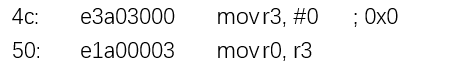 4c: e3a03000 mov r3, #0 ; 0x0
50: e1a00003 mov r0, r3